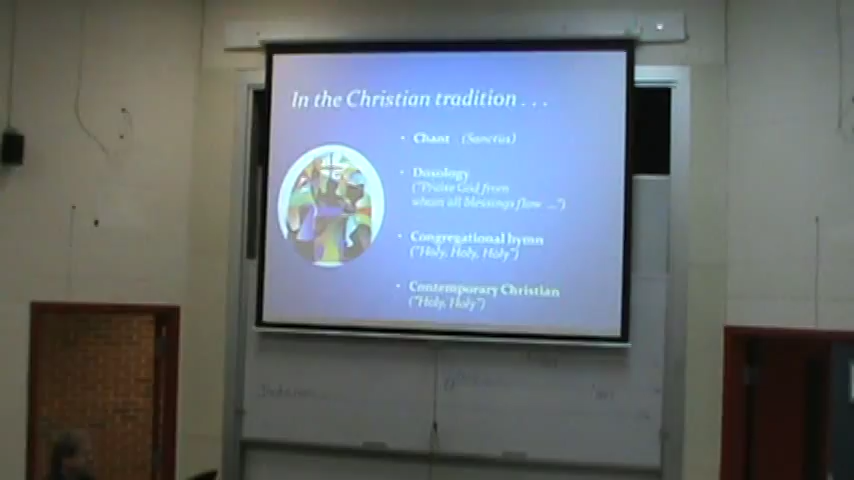 In the Christian tradition . . .
• Chant (Sanctus)
• Doxology
("Praise God from
whom all blessings flow ...")
• Congregational hymn
("Holy, Holy, Holy")
• Contemporary Christian
("Holy, Holy")